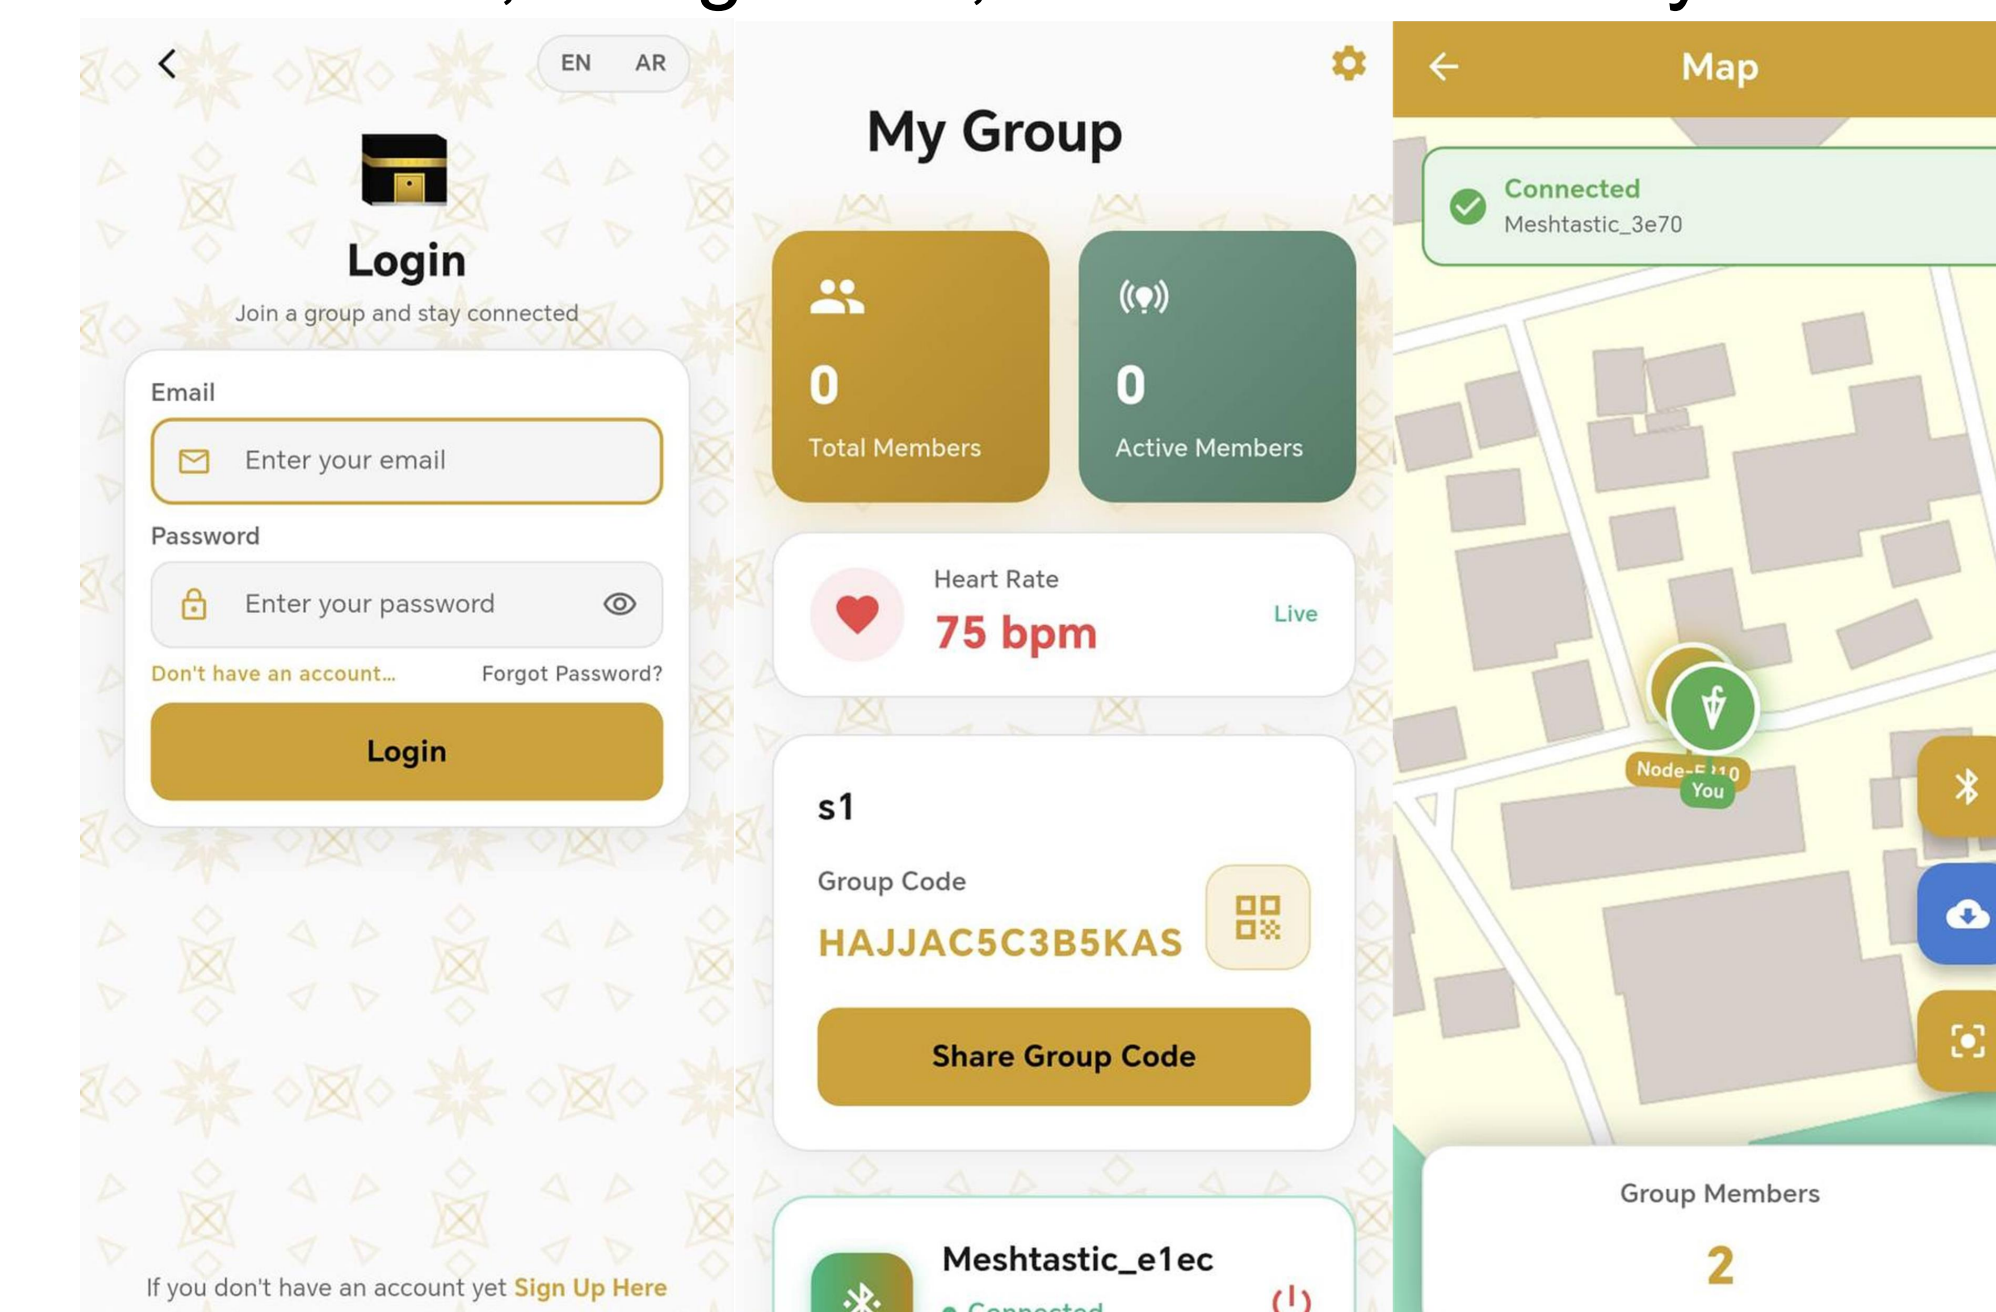 EN AR
Login
Join a group and stay connected
Email
Enter your email
Password
Enter your password
Don't have an account...
Forgot Password?
Login
If you don't have an account yet Sign Up Here
My Group
0
Total Members
0
Active Members
Heart Rate
75 bpm
Live
s1
Group Code
HAJJAC5C3B5KAS
Share Group Code
Meshtastic_e1ec
Connected
Map
Connected
Meshtastic_3e70
You
Group Members
2